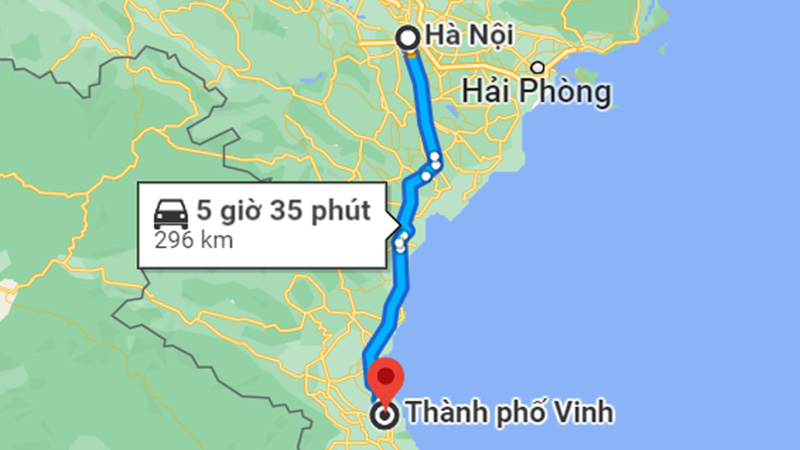 Hà Nội
Hải Phòng
5 giờ 35 phút
296 km
Thành phố Vinh